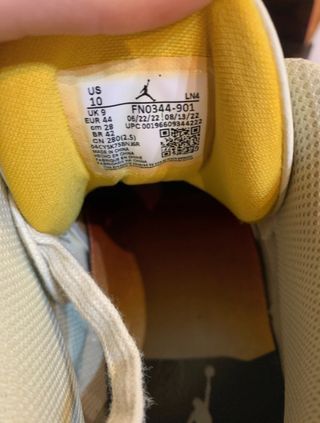 US
10
LN4
UK 9
FN0344-901
EUR 44
06/22/22 08/13/22
cm 28
UPC 00196609344222
BR 42
CN 280(2.5)
MADE IN CHINA